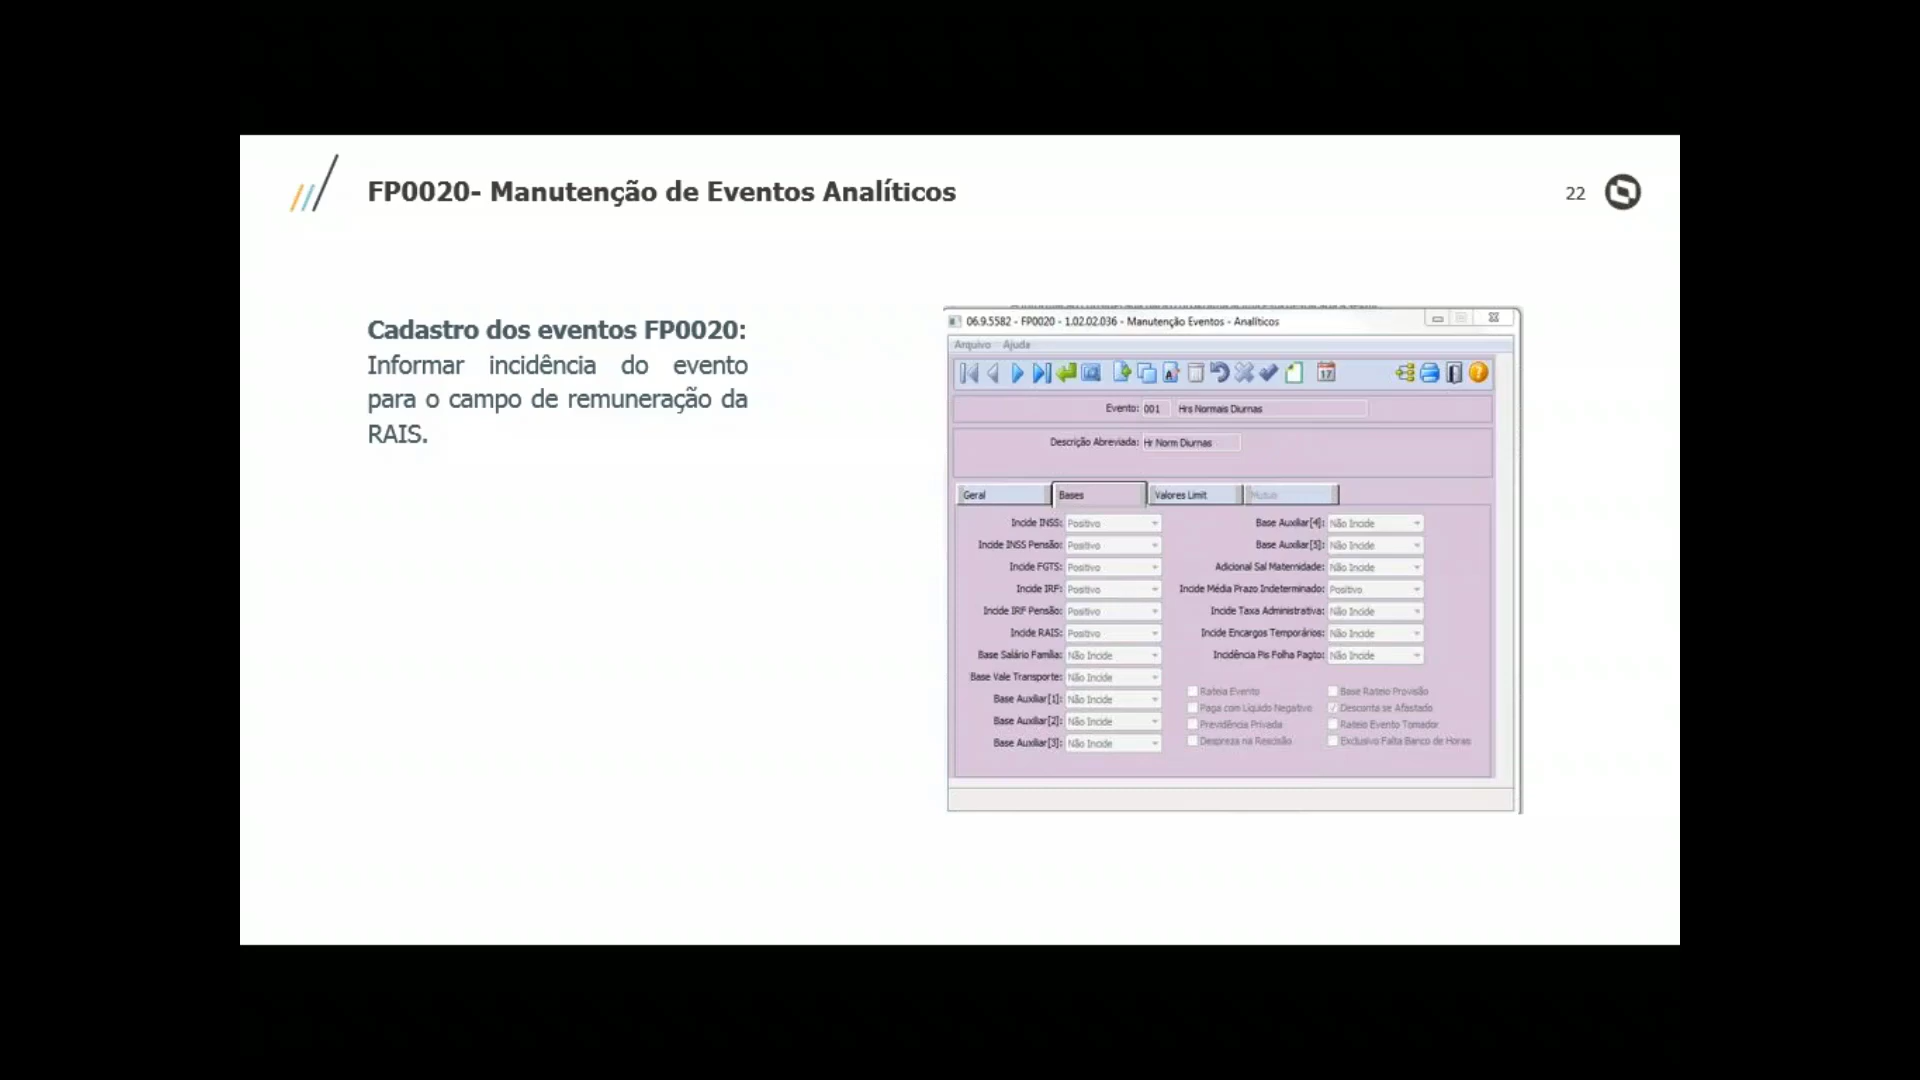 FP0020- Manutenção de Eventos Analíticos
22
Cadastro dos eventos FP0020:
Informar incidência do evento
para o campo de remuneração da
RAIS.
06.9.5582 - FP0020 - 1.02.02.036 - Manutenção Eventos - Analíticos
Arquivo Ajuda
17
Evento: 001 Hrs Normais Diurnas
Descrição Abreviada: Hr Norm Diurnas
Geral Bases Valores Limit Mutuo
Incide INSS: Positivo Base Auxiliar[4]: Não Incide
Incide INSS Pensão: Positivo Base Auxiliar[5]: Não Incide
Incide FGTS: Positivo Adicional Sal Maternidade: Não Incide
Incide IRF: Positivo Incide Média Prazo Indeterminado: Positivo
Incide IRF Pensão: Positivo Incide Taxa Administrativa: Não Incide
Incide RAIS: Positivo Incide Encargos Temporários: Não Incide
Base Salário Família: Não Incide Incidência Pis Folha Pagto: Não Incide
Base Vale Transporte: Não Incide
Base Auxiliar[1]: Não Incide Rateia Evento Base Rateio Provisão
Base Auxiliar[2]: Não Incide Paga com Líquido Negativo Desconta se Afastado
Previdência Privada Rateio Evento Tomador
Base Auxiliar[3]: Não Incide Despreza na Rescisão Exclusivo Falta Banco de Horas